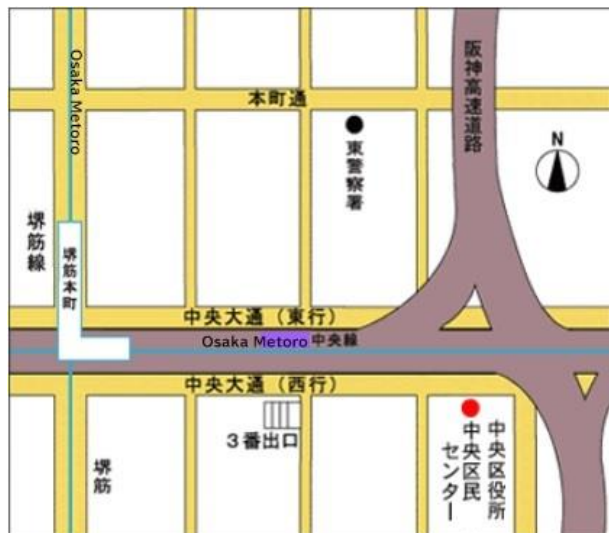 Osaka Metoro
本町通
阪神高速道路
N
東警察署
堺筋線
堺筋本町
中央大通（東行）
Osaka Metoro 中央線
中央大通（西行）
3番出口
中央区役所
中央区民
センター
堺筋